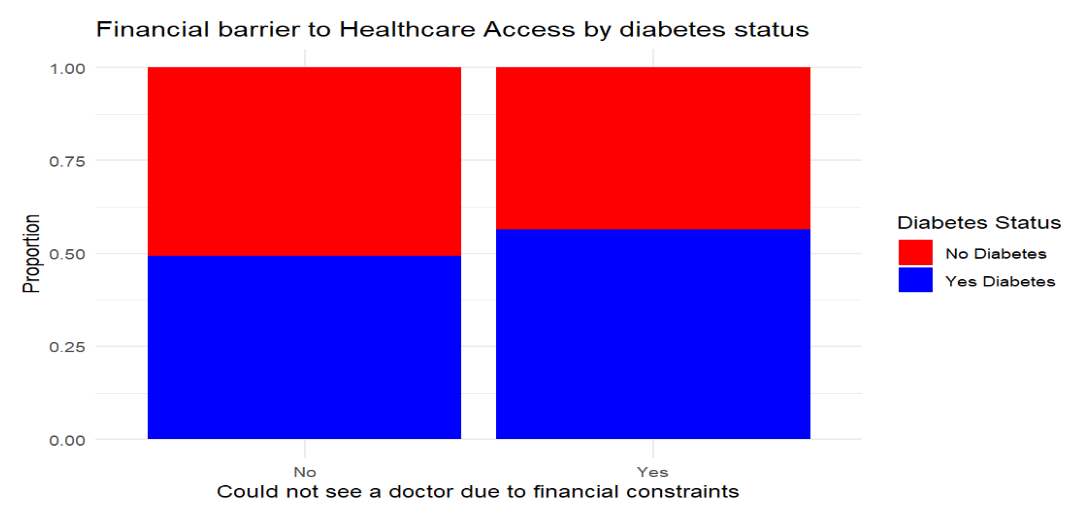 Financial barrier to Healthcare Access by diabetes status
1.00
0.75
0.50
0.25
0.00
Proportion
No
Yes
Could not see a doctor due to financial constraints
Diabetes Status
No Diabetes
Yes Diabetes